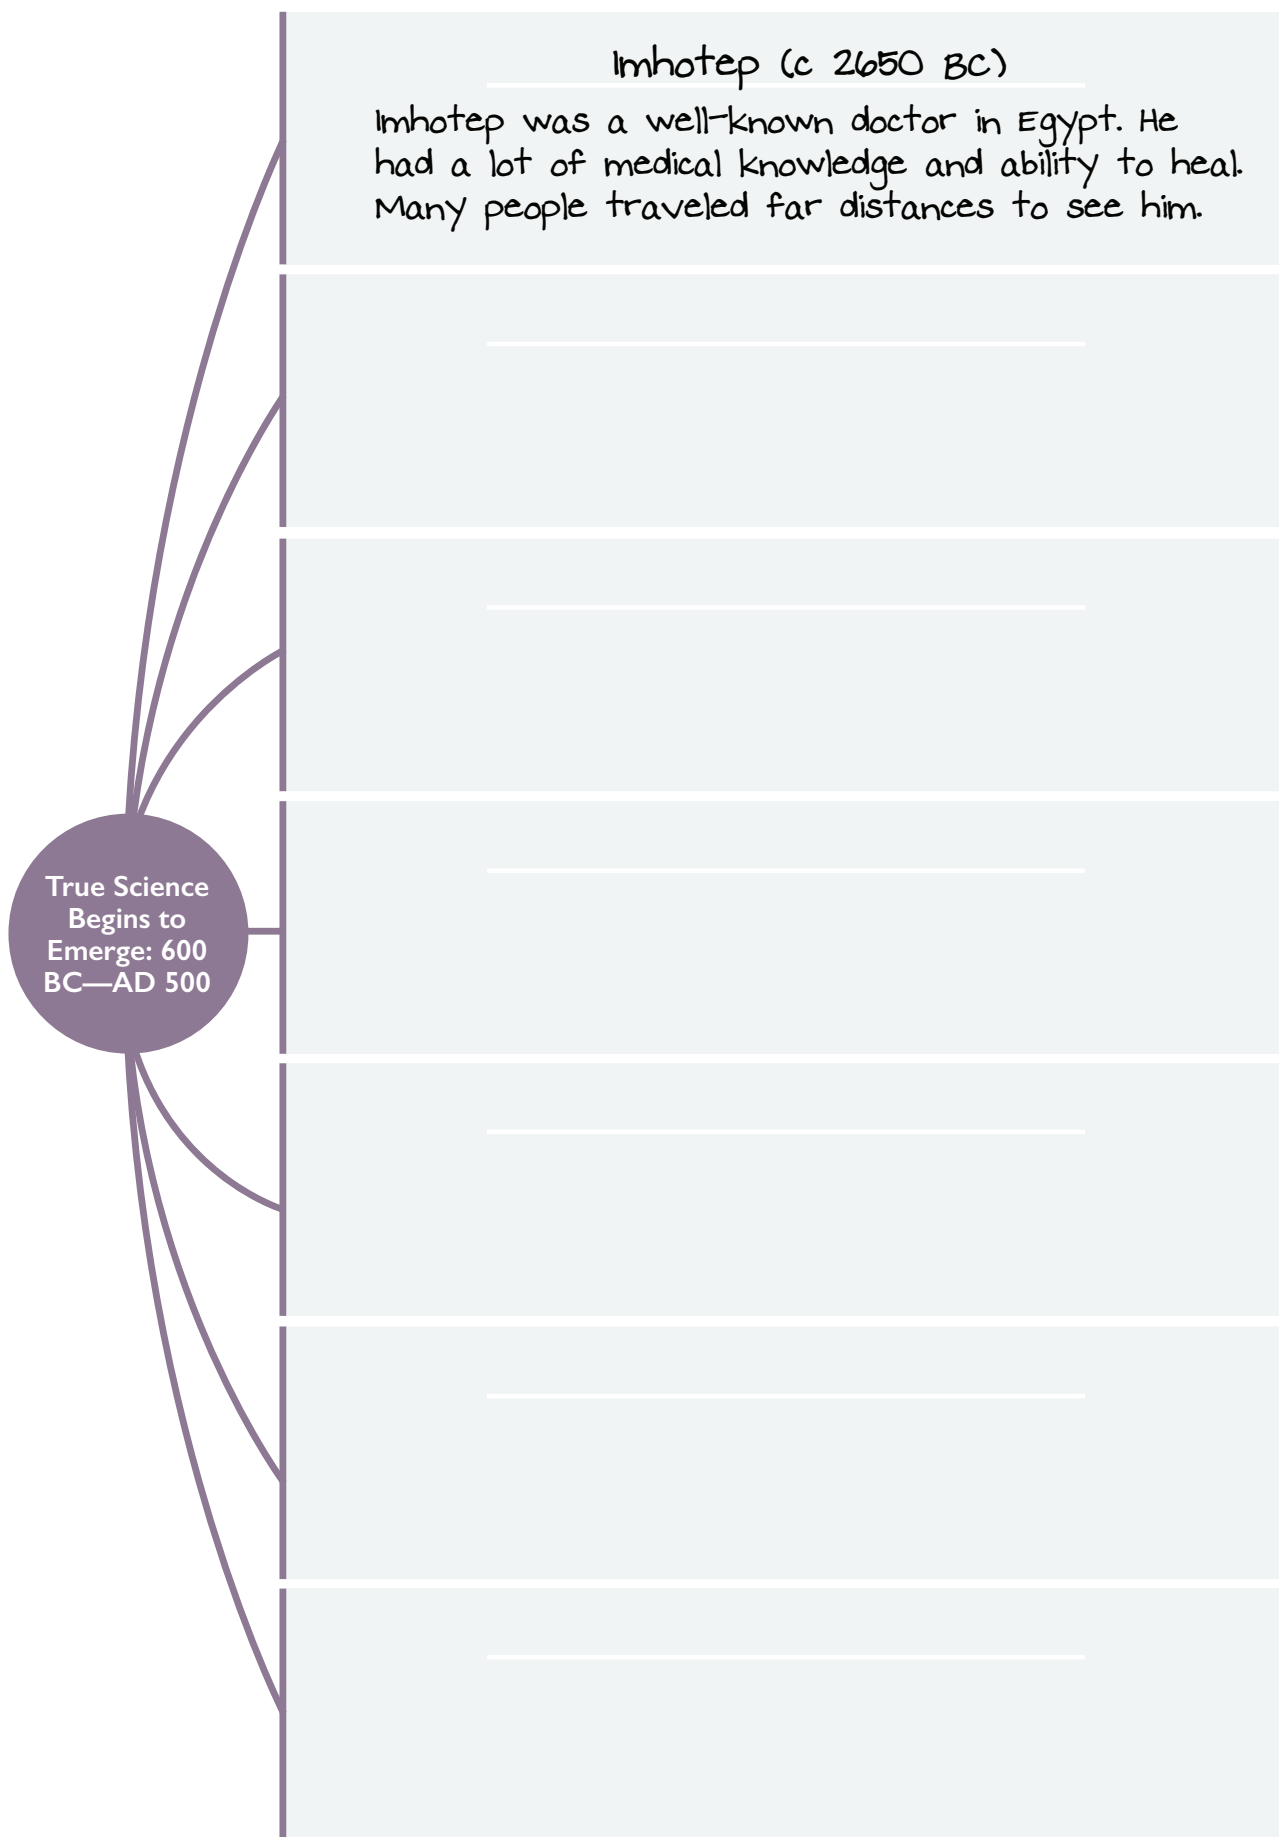 Imhotep (c 2650 BC)
Imhotep was a well-known doctor in Egypt. He
had a lot of medical knowledge and ability to heal.
Many people traveled far distances to see him.
True Science
Begins to
Emerge: 600
BC—AD 500